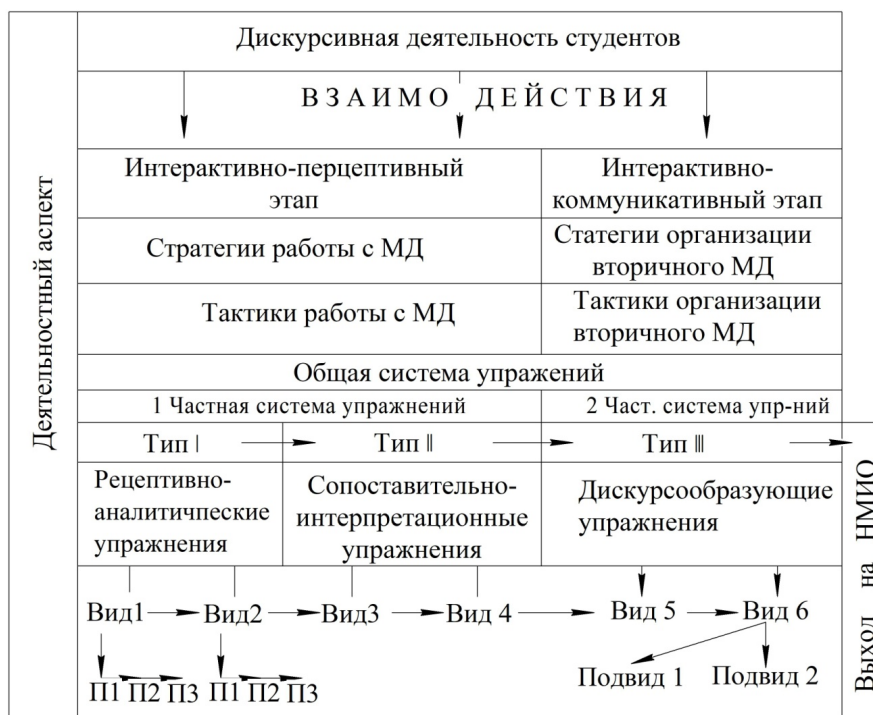 Деятельностный аспект
Дискурсивная деятельность студентов
В З А И М О Д Е Й С Т В И Я
Интерактивно-перцептивный
этап
Интерактивно-
коммуникативный этап
Стратегии работы с МД
Статегии организации
вторичного МД
Тактики работы с МД
Тактики организации
вторичного МД
Общая система упражений
1 Частная система упражнений
2 Част. система упр-ний
Тип I
Тип II
Тип III
Рецептивно-
аналитичпеские
упражнения
Сопоставительно-
интерпретационные
упражнения
Дискурсообразующие
упражнения
Вид1 Вид2 Вид3 Вид 4 Вид 5 Вид 6
П1 П2 П3 П1 П2 П3
Подвид 1 Подвид 2
Выход на НМИО